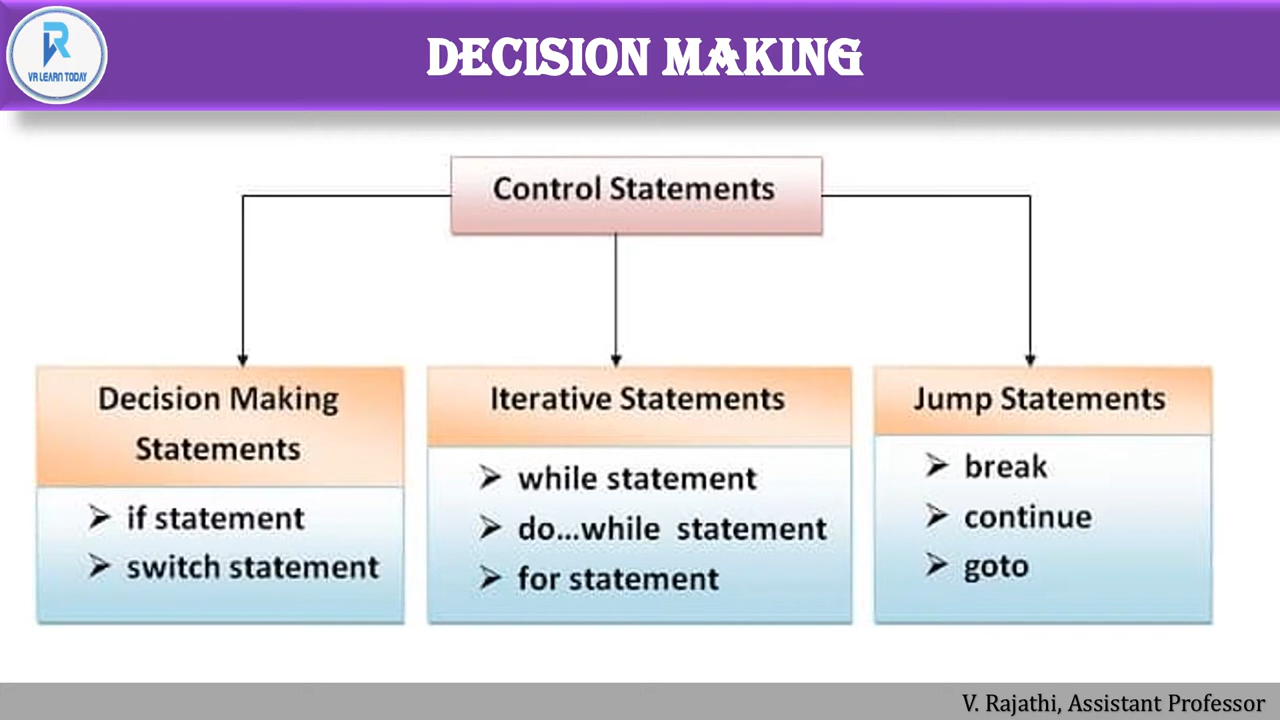 VR LEARN TODAY
DECISION MAKING
Control Statements
Decision Making
Statements
if statement
switch statement
Iterative Statements
while statement
do...while statement
for statement
Jump Statements
break
continue
goto
V. Rajathi, Assistant Professor